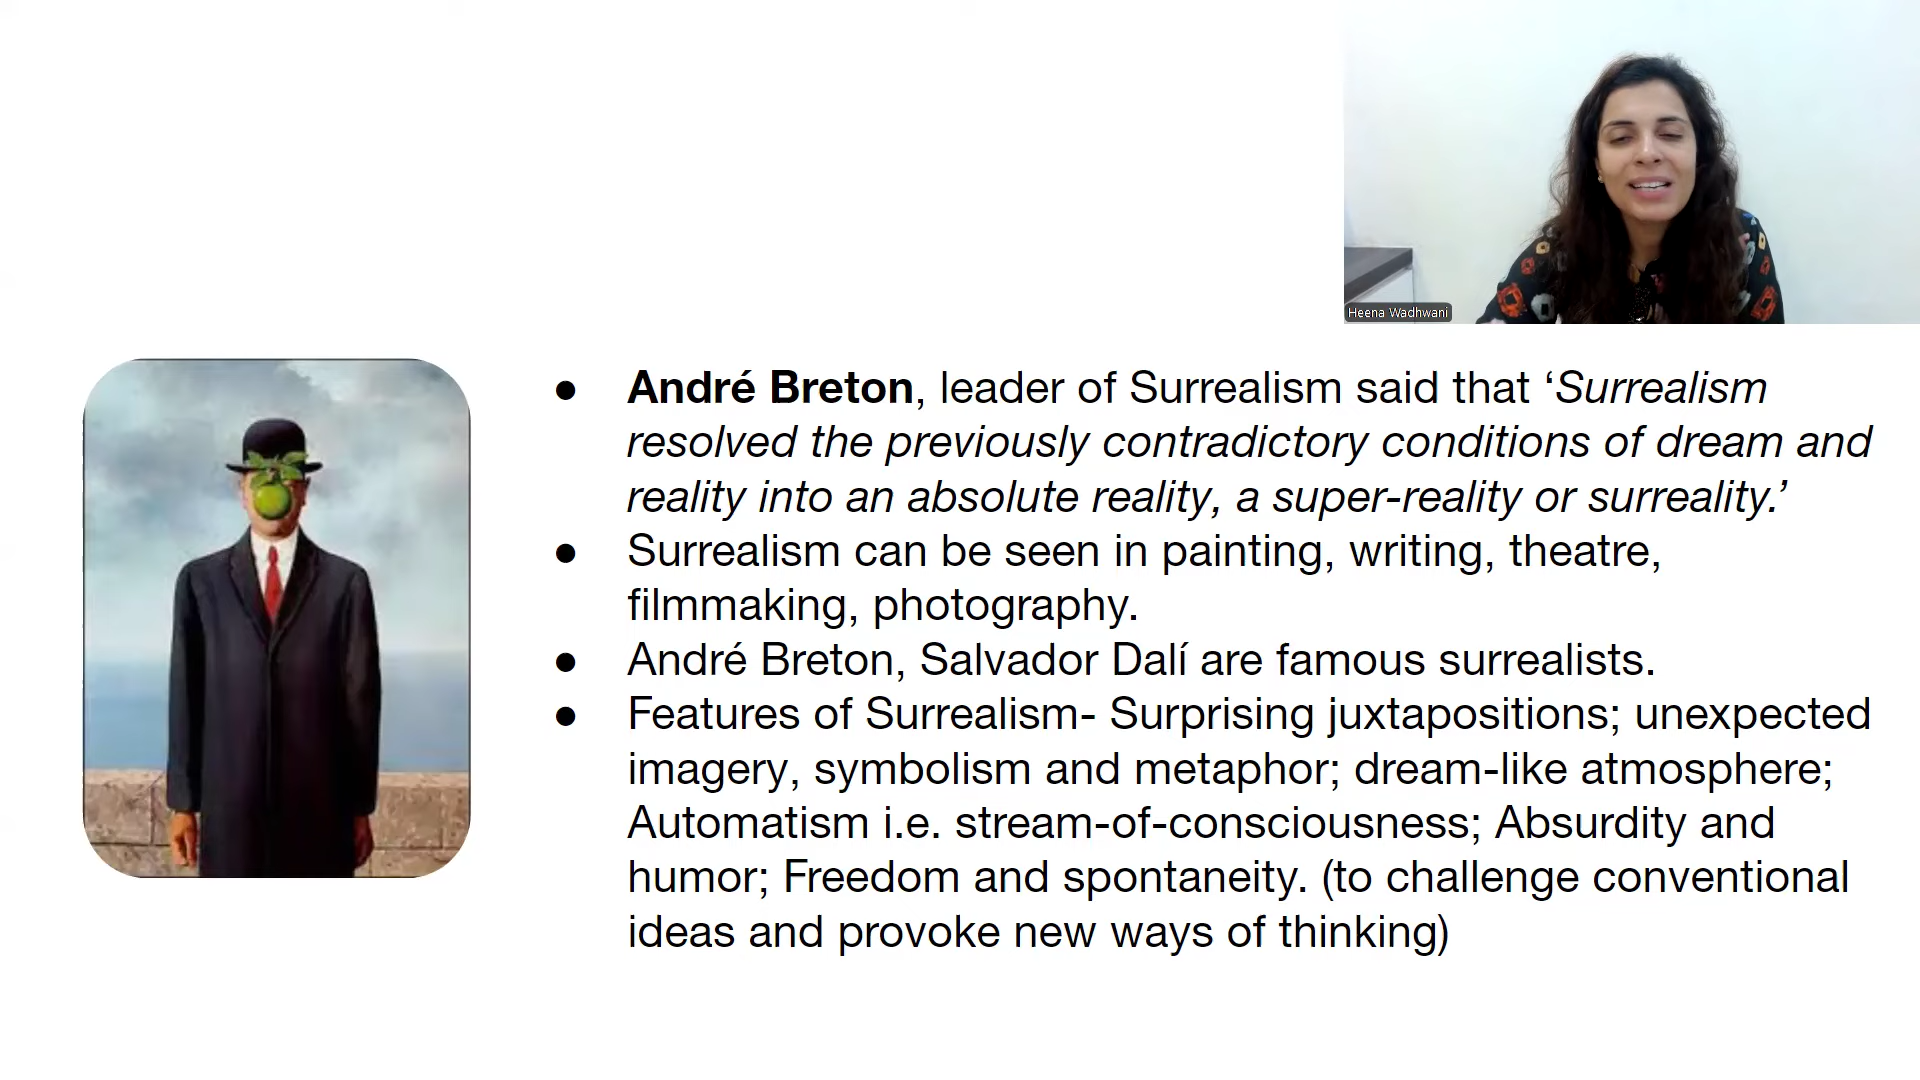 Heena Wadhwani
● André Breton, leader of Surrealism said that ‘Surrealism
resolved the previously contradictory conditions of dream and
reality into an absolute reality, a super-reality or surreality.’
● Surrealism can be seen in painting, writing, theatre,
filmmaking, photography.
● André Breton, Salvador Dalí are famous surrealists.
● Features of Surrealism- Surprising juxtapositions; unexpected
imagery, symbolism and metaphor; dream-like atmosphere;
Automatism i.e. stream-of-consciousness; Absurdity and
humor; Freedom and spontaneity. (to challenge conventional
ideas and provoke new ways of thinking)